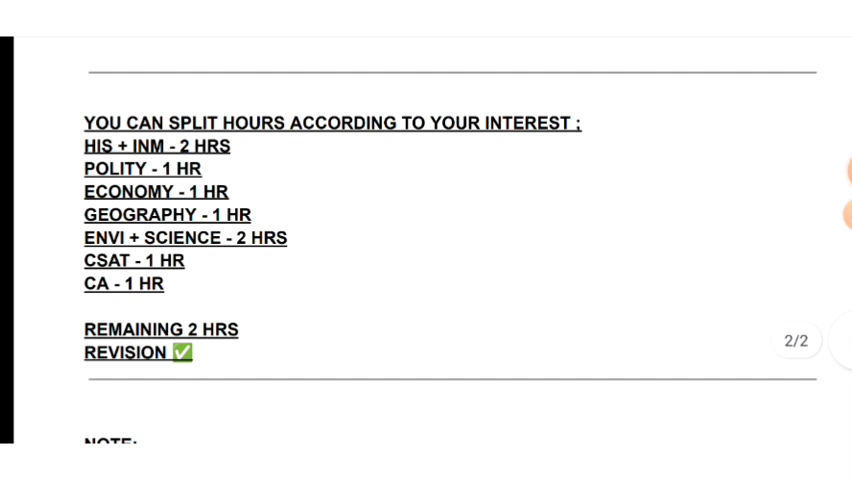 YOU CAN SPLIT HOURS ACCORDING TO YOUR INTEREST ;
HIS + INM - 2 HRS
POLITY - 1 HR
ECONOMY - 1 HR
GEOGRAPHY - 1 HR
ENVI + SCIENCE - 2 HRS
CSAT - 1 HR
CA - 1 HR
REMAINING 2 HRS
REVISION ✅
2/2
NOTE: